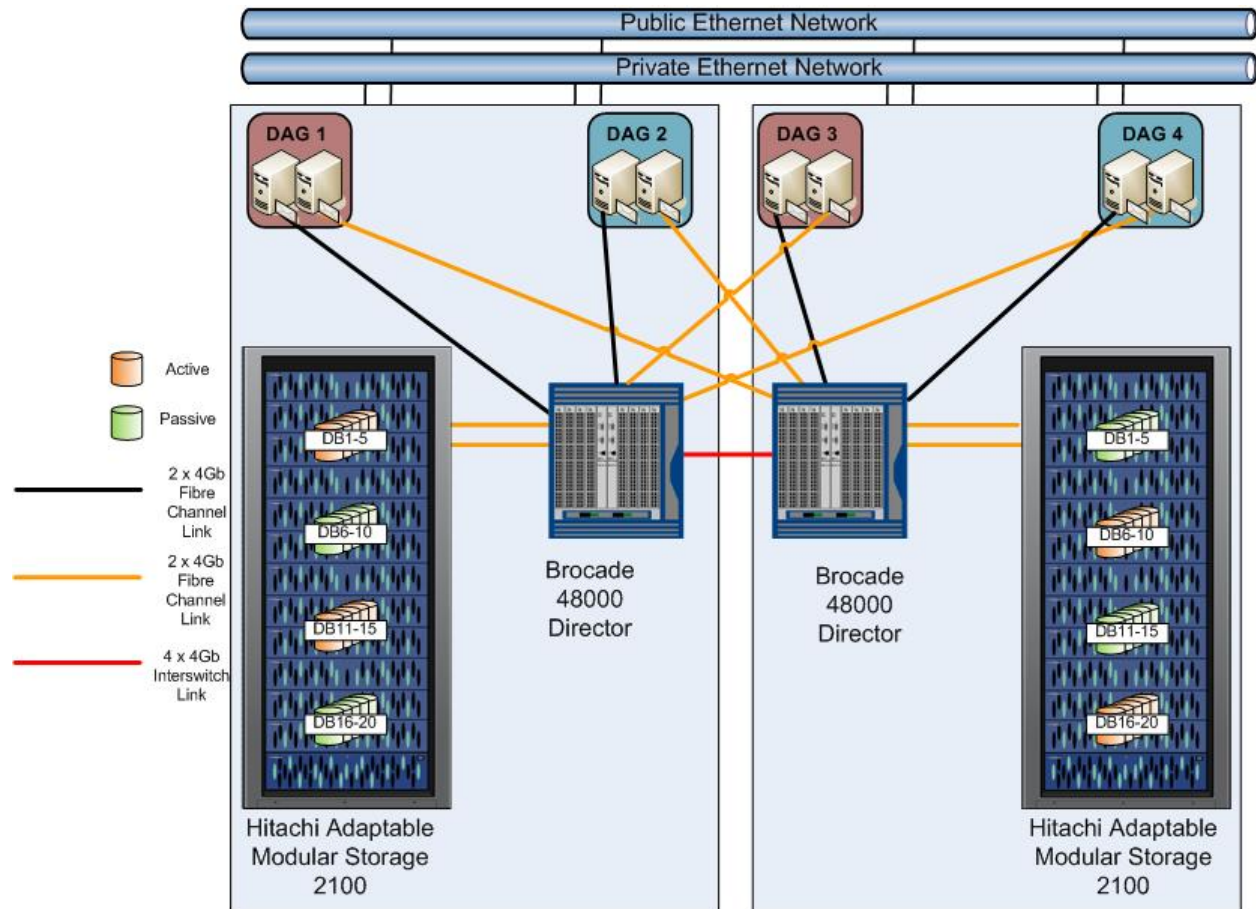 Public Ethernet Network
Private Ethernet Network
DAG 1
DAG 2
DAG 3
DAG 4
Active
Passive
2 x 4Gb
Fibre
Channel
Link
2 x 4Gb
Fibre
Channel
Link
4 x 4Gb
Interswitch
Link
DB1-5
DB6-10
DB11-15
DB16-20
Hitachi Adaptable
Modular Storage
2100
Brocade
48000
Director
Brocade
48000
Director
DB1-5
DB6-10
DB11-15
DB16-20
Hitachi Adaptable
Modular Storage
2100